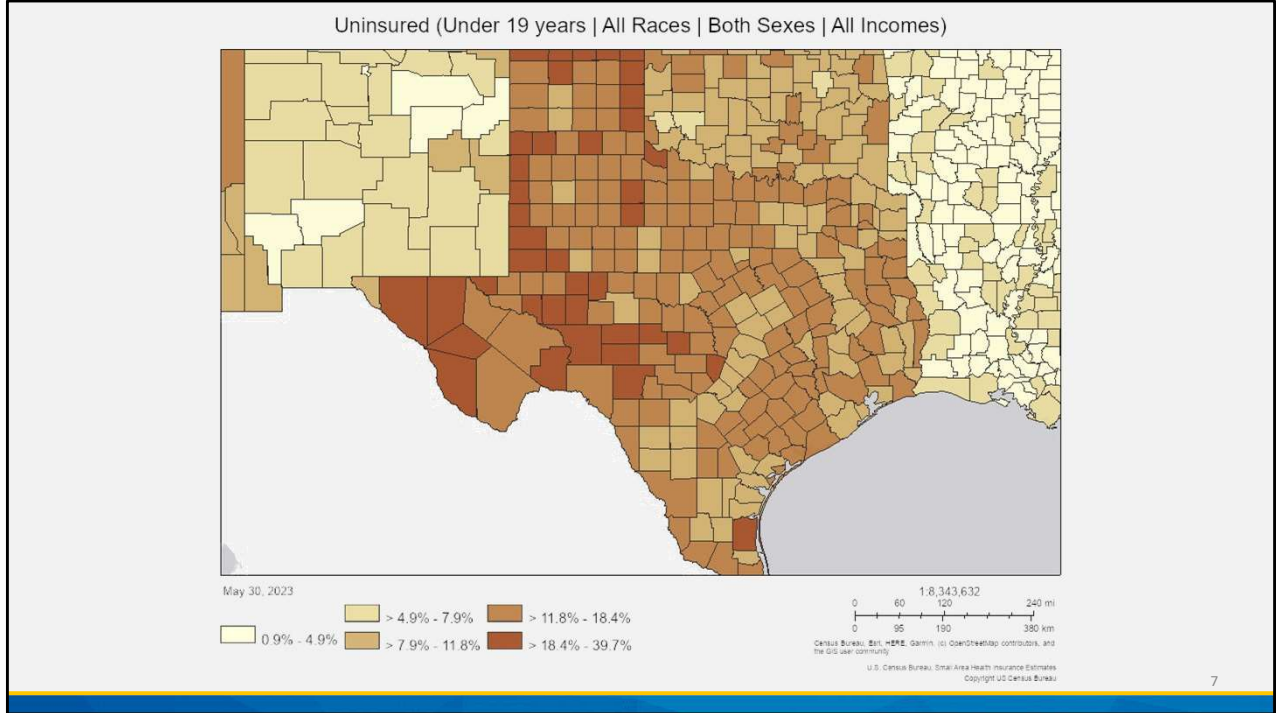 Uninsured (Under 19 years | All Races | Both Sexes | All Incomes)
May 30, 2023
0.9% - 4.9%
> 4.9% - 7.9%
> 7.9% - 11.8%
> 11.8% - 18.4%
> 18.4% - 39.7%
1:8,343,632
0 60 120 240 mi
0 95 190 380 km
Census Bureau, Esri, HERE, Garmin, (c) OpenStreetMap contributors, and
the GIS user community
U.S. Census Bureau, Small Area Health Insurance Estimates
Copyright US Census Bureau
7